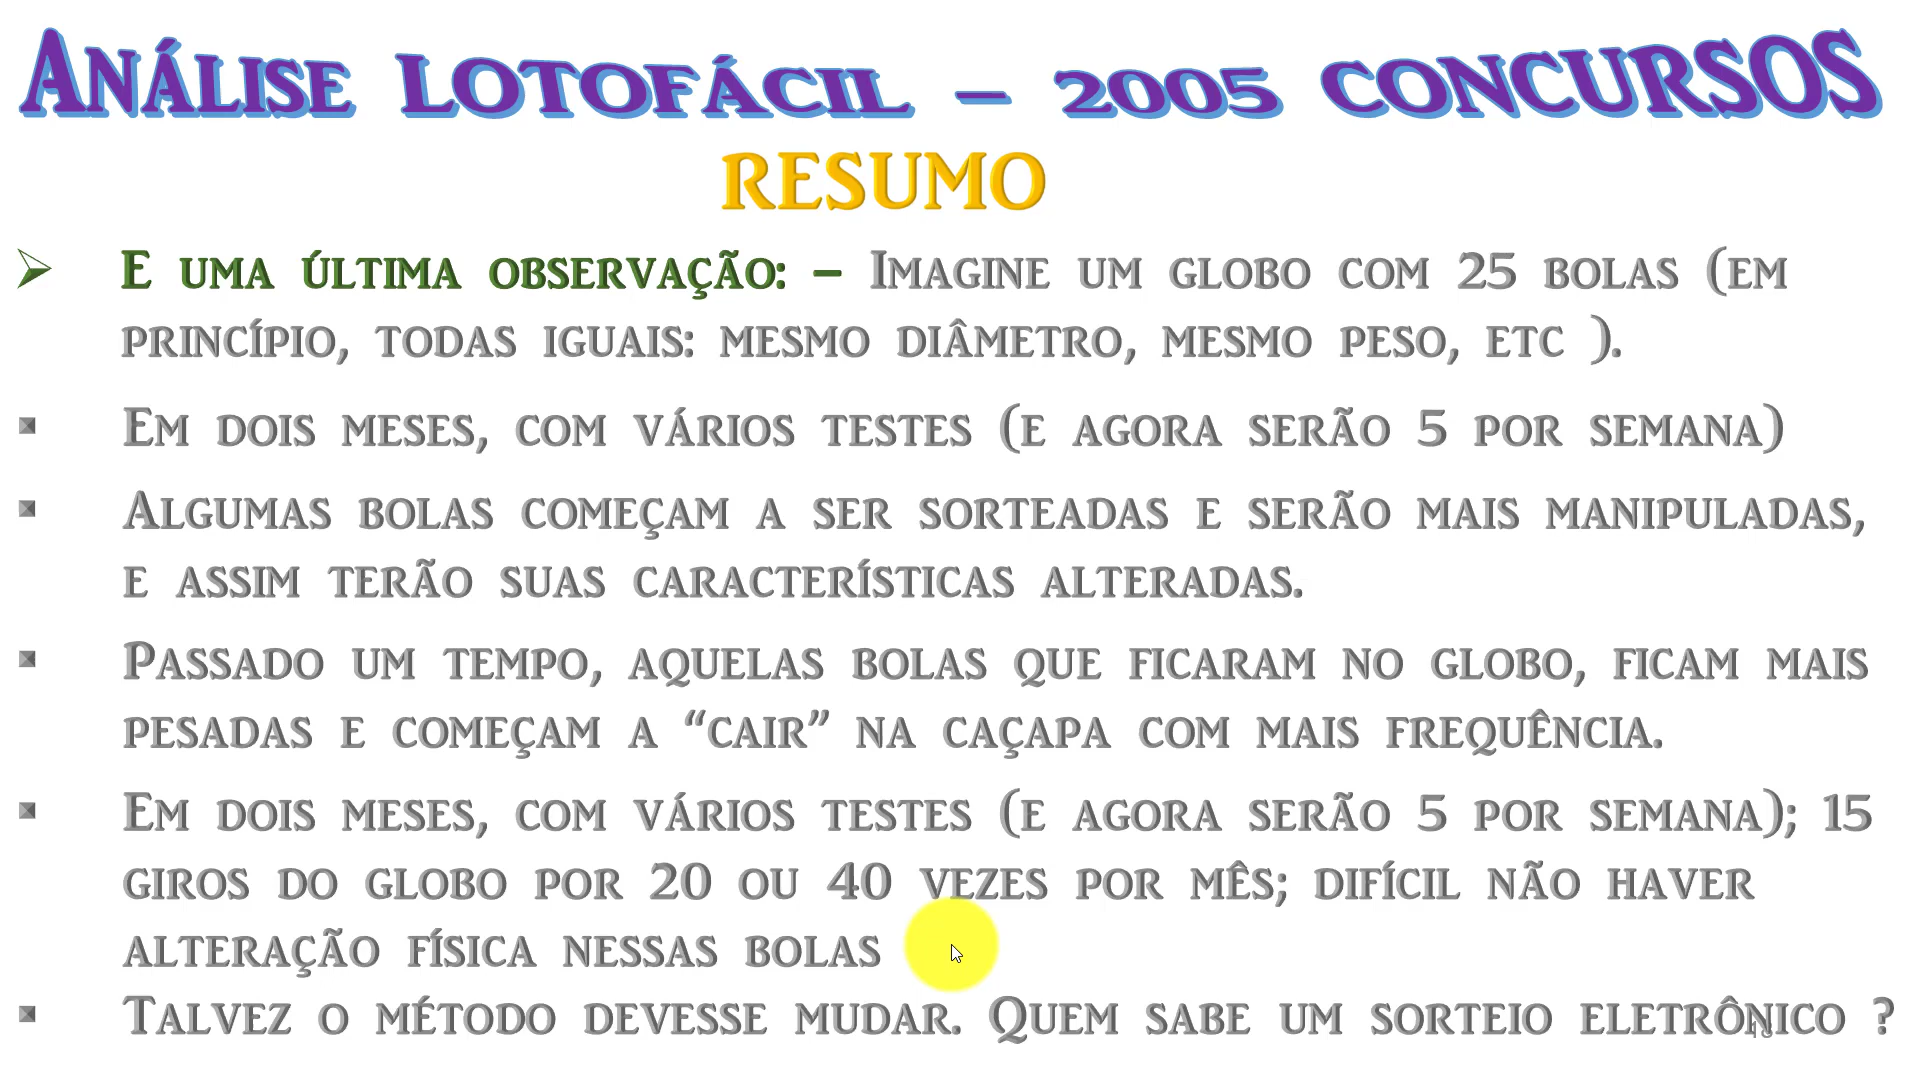 Análise Lotofácil – 2005 CONCURSOS
RESUMO
E uma última observação: – Imagine um globo com 25 bolas (em
princípio, todas iguais: mesmo diâmetro, mesmo peso, etc ).
Em dois meses, com vários testes (e agora serão 5 por semana)
Algumas bolas começam a ser sorteadas e serão mais manipuladas,
e assim terão suas características alteradas.
Passado um tempo, aquelas bolas que ficaram no globo, ficam mais
pesadas e começam a “cair” na caçapa com mais frequência.
Em dois meses, com vários testes (e agora serão 5 por semana); 15
giros do globo por 20 ou 40 vezes por mês; difícil não haver
alteração física nessas bolas
Talvez o método devesse mudar. Quem sabe um sorteio eletrônico ?